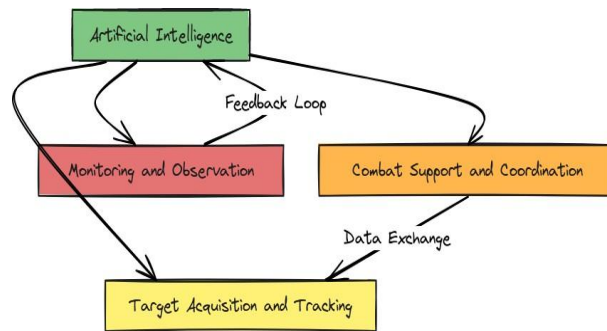 Artificial Intelligence
Feedback Loop
Monitoring and Observation
Combat Support and Coordination
Data Exchange
Target Acquisition and Tracking